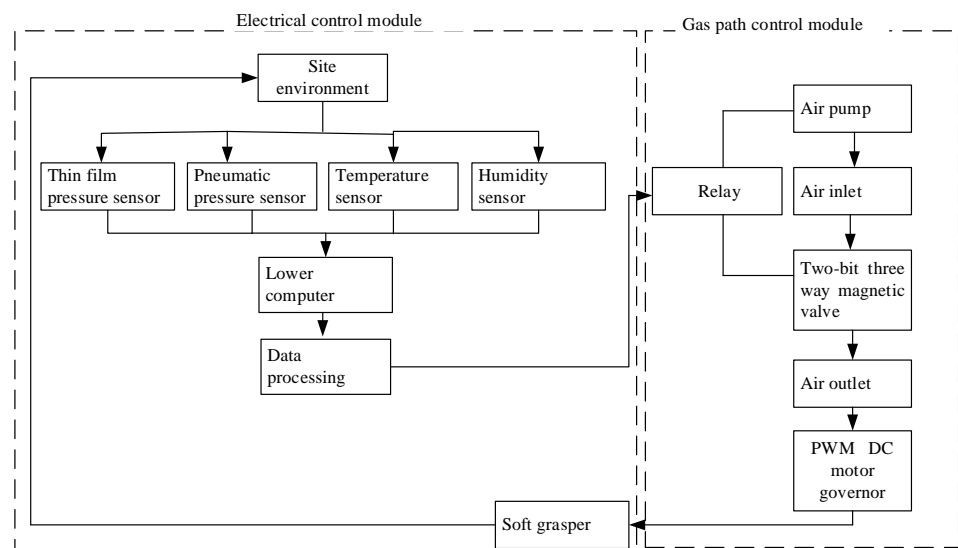 Electrical control module
Gas path control module
Site
environment
Air pump
Thin film
pressure sensor
Pneumatic
pressure sensor
Temperature
sensor
Humidity
sensor
Relay
Air inlet
Lower
computer
Two-bit three
way magnetic
valve
Data
processing
Air outlet
PWM DC
motor
governor
Soft grasper